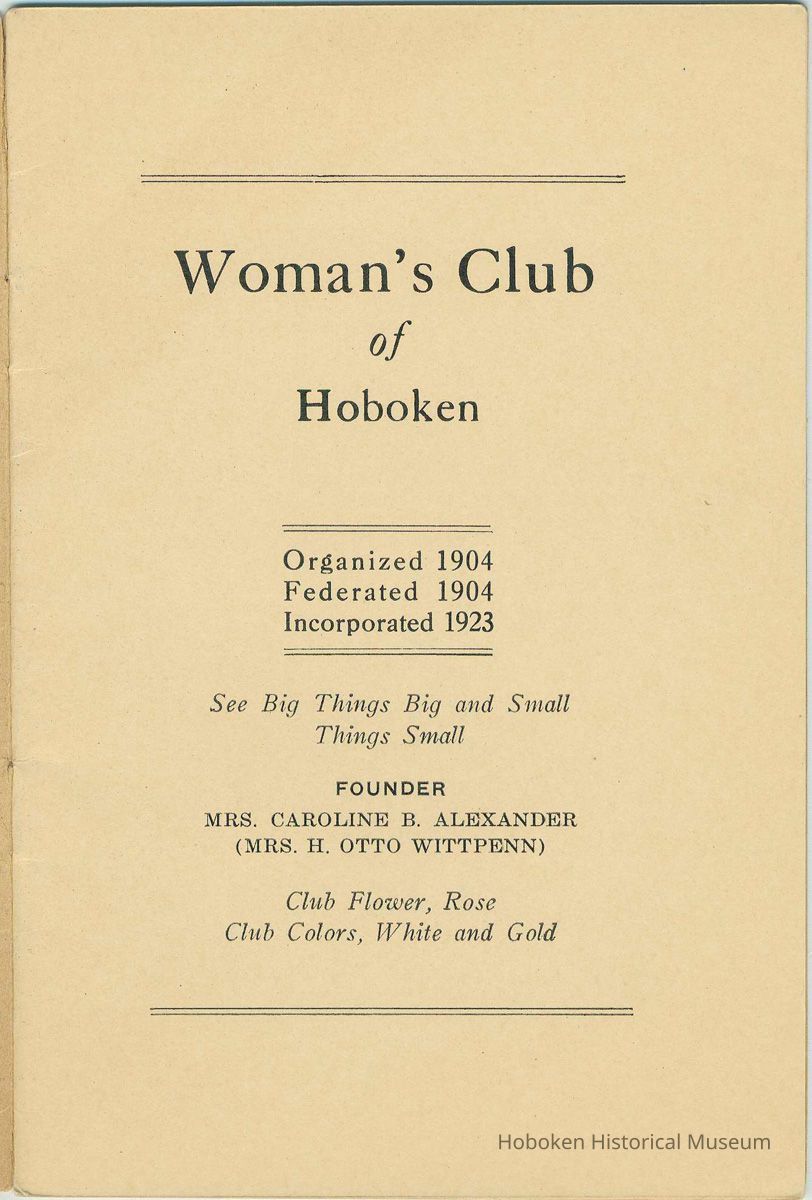 Woman's Club
of
Hoboken
Organized 1904
Federated 1904
Incorporated 1923
See Big Things Big and Small
Things Small
FOUNDER
MRS. CAROLINE B. ALEXANDER
(MRS. H. OTTO WITTPENN)
Club Flower, Rose
Club Colors, White and Gold
Hoboken Historical Museum